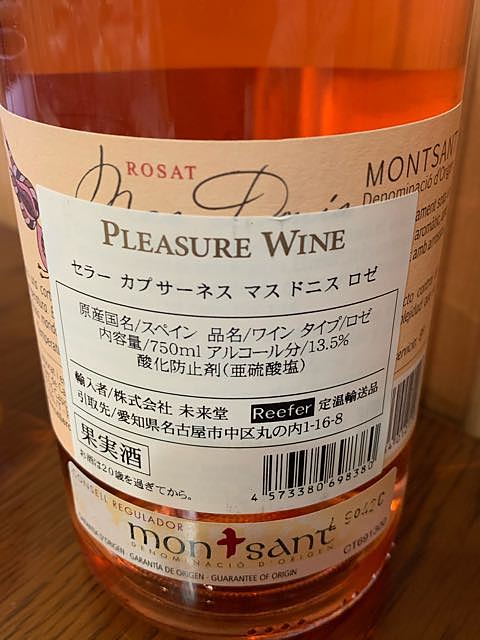 ROSAT
Mas Donís
MONTSANT
Denominació d'Origen
PLEASURE WINE
セラー カプサーネス マス ドニス ロゼ
原産国名/スペイン 品名/ワイン タイプ/ロゼ
内容量/750ml アルコール分/13.5%
酸化防止剤(亜硫酸塩)
輸入者/株式会社 未来堂 Reefer 定温輸送品
引取先/愛知県名古屋市中区丸の内1-16-8
果実酒
お酒は20歳を過ぎてから。
4 573380 698380
CONSELL REGULADOR
montsant
DENOMINACIÓ D'ORIGEN
GARANTIA D'ORIGEN - GARANTÍA DE ORIGEN - GUARANTEE OF ORIGIN